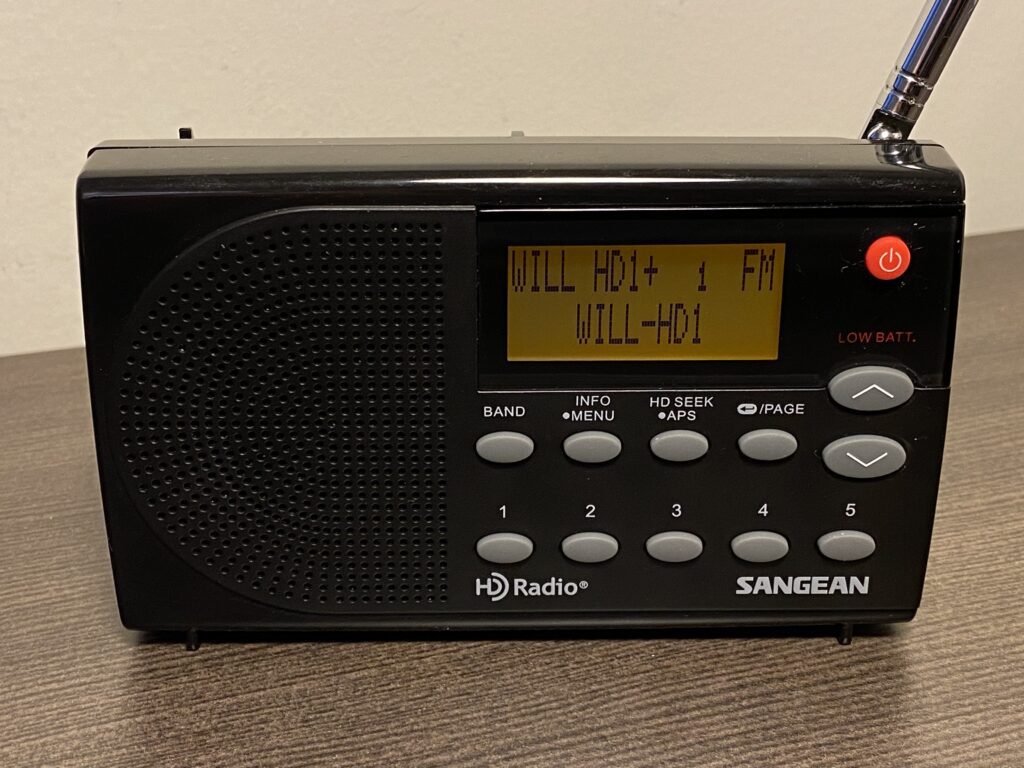 WILL HD1+ 1 FM
WILL-HD1
LOW BATT.
BAND
INFO
•MENU
HD SEEK
•APS
/PAGE
1 2 3 4 5
HD Radio®
SANGEAN